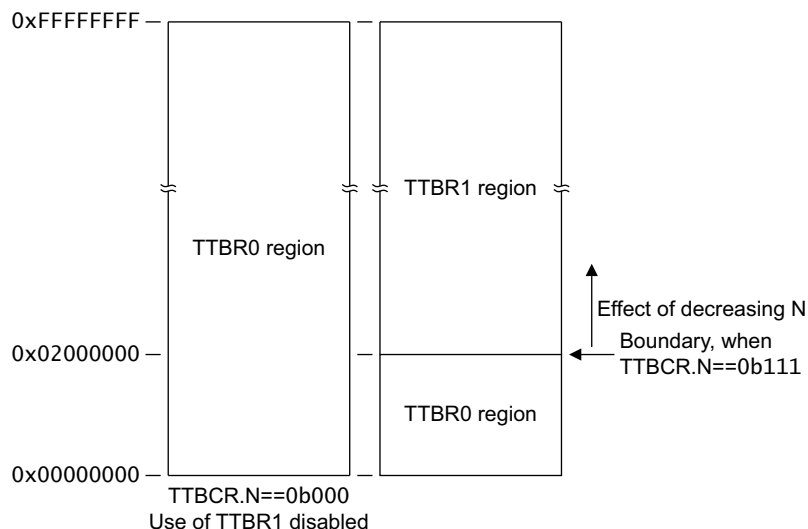 0xFFFFFFFF
TTBR1 region
TTBR0 region
Effect of decreasing N
0x02000000
Boundary, when
TTBCR.N==0b111
TTBR0 region
0x00000000
TTBCR.N==0b000
Use of TTBR1 disabled